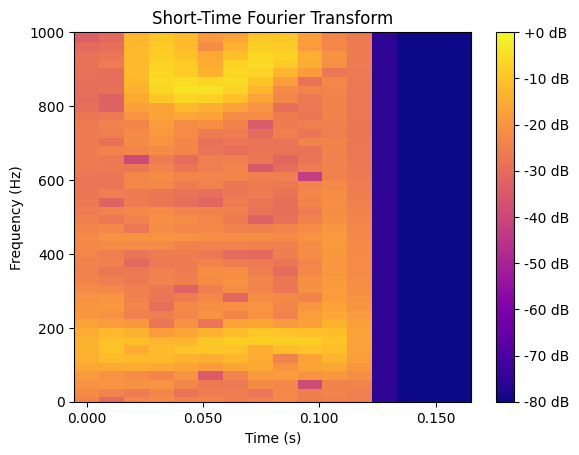 Short-Time Fourier Transform
Frequency (Hz)
1000
800
600
400
200
0
0.000 0.050 0.100 0.150
Time (s)
+0 dB
-10 dB
-20 dB
-30 dB
-40 dB
-50 dB
-60 dB
-70 dB
-80 dB